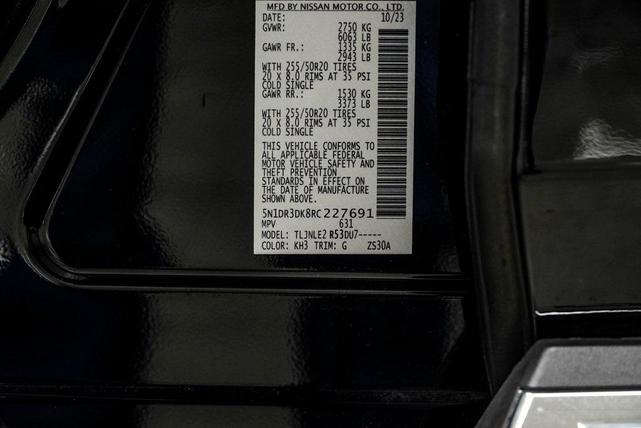 MFD BY NISSAN MOTOR CO., LTD.
DATE: 10/23
GVWR: 2750 KG
6063 LB
GAWR FR.: 1335 KG
2943 LB
WITH 255/50R20 TIRES
20 X 8.0 RIMS AT 35 PSI
COLD SINGLE
GAWR RR.: 1530 KG
3373 LB
WITH 255/50R20 TIRES
20 X 8.0 RIMS AT 35 PSI
COLD SINGLE
THIS VEHICLE CONFORMS TO
ALL APPLICABLE FEDERAL
MOTOR VEHICLE SAFETY AND
THEFT PREVENTION
STANDARDS IN EFFECT ON
THE DATE OF MANUFACTURE
SHOWN ABOVE.
5N1DR3DK8RC227691
MPV 631
MODEL: TLJNLE2 R53DU7-----
COLOR: KH3 TRIM: G ZS30A